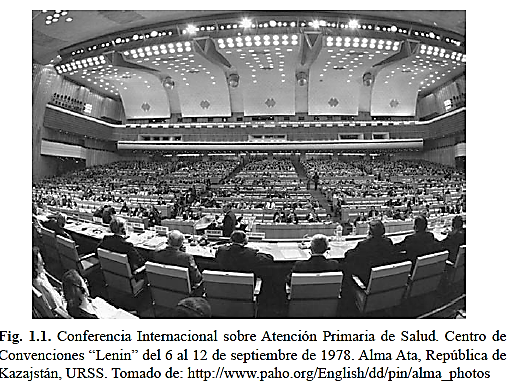 Fig. 1.1. Conferencia Internacional sobre Atención Primaria de Salud. Centro de
Convenciones “Lenin” del 6 al 12 de septiembre de 1978. Alma Ata, República de
Kazajstán, URSS. Tomado de: http://www.paho.org/English/dd/pin/alma_photos